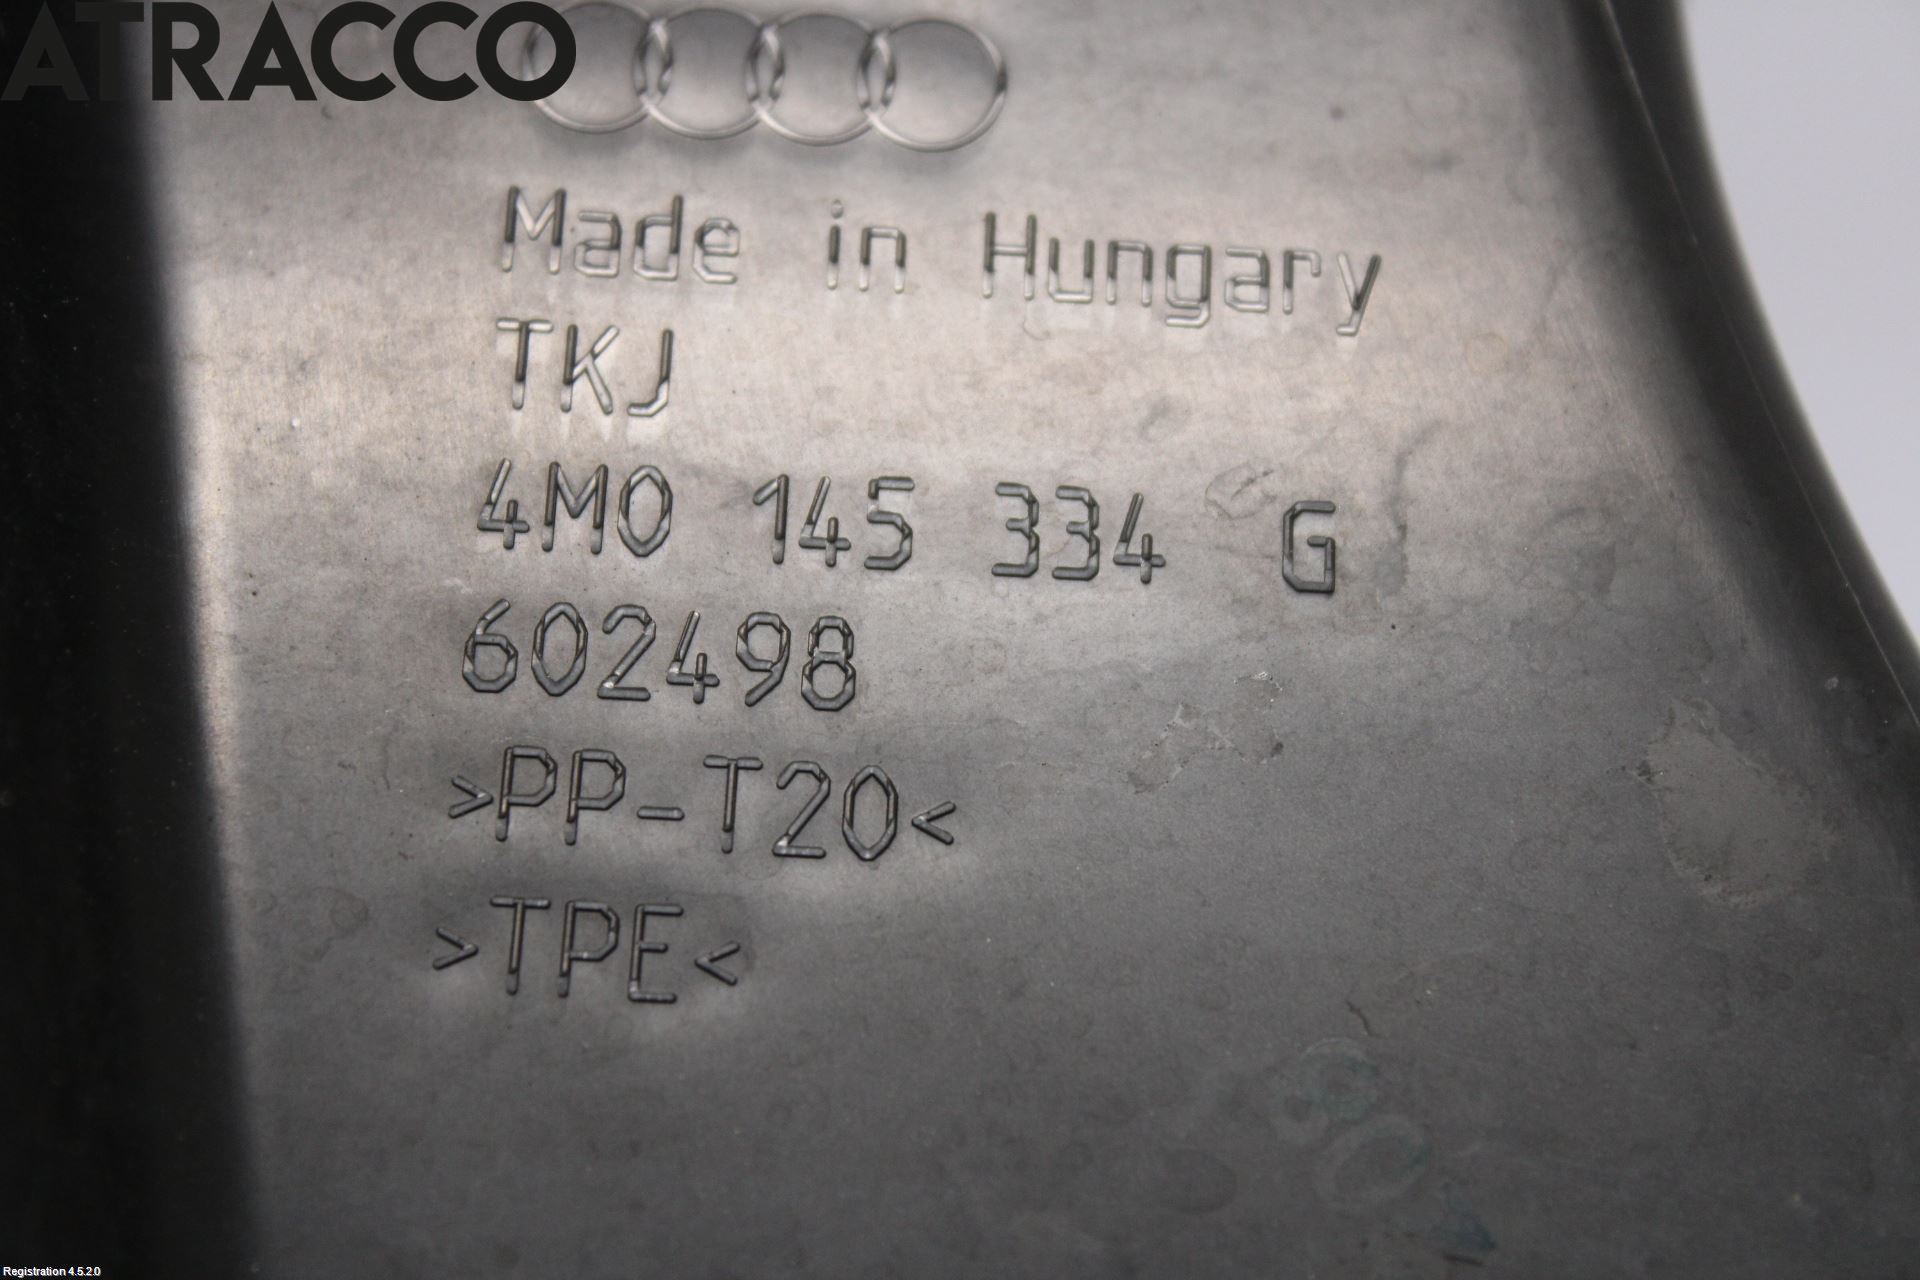 ATRACCO
Made in Hungary
TKJ
4M0 145 334 G
602498
>PP-T20<
>TPE<
Registration 4.5.2.0